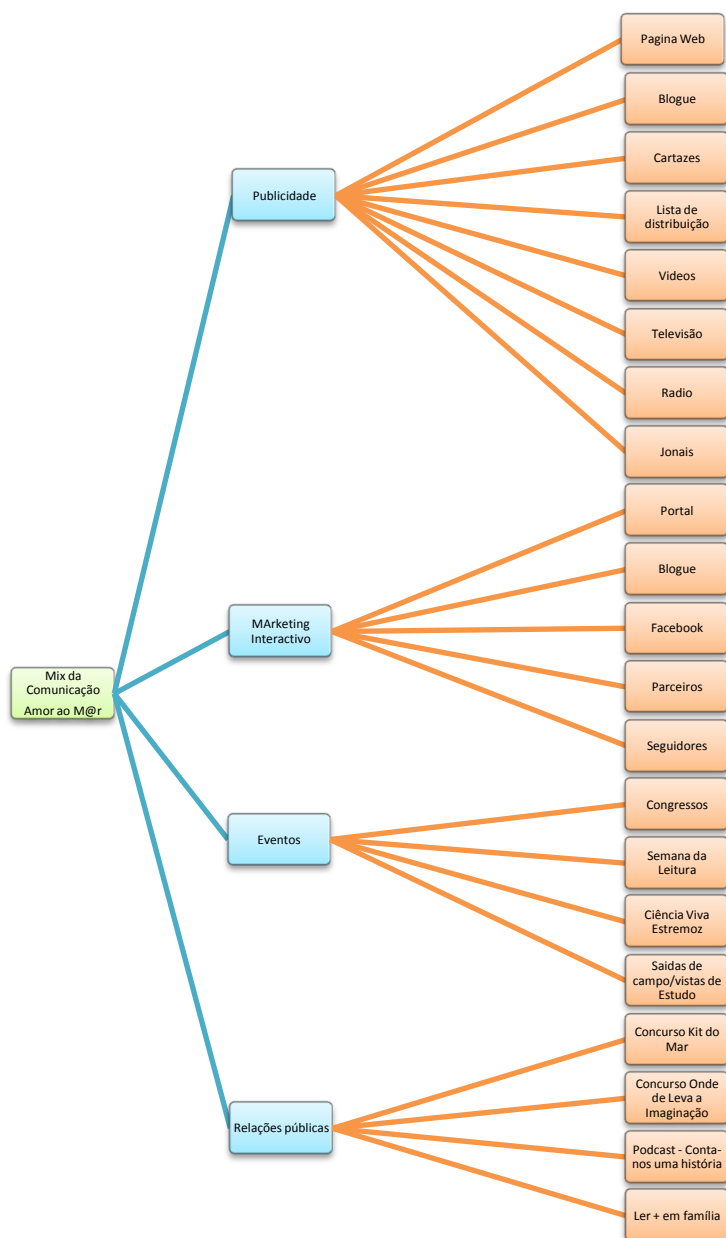 Mix da
Comunicação
Amor ao M@r
Publicidade
Pagina Web
Blogue
Cartazes
Lista de
distribuição
Videos
Televisão
Radio
Jonais
MArketing
Interactivo
Portal
Blogue
Facebook
Parceiros
Seguidores
Eventos
Congressos
Semana da
Leitura
Ciência Viva
Estremoz
Saidas de
campo/vistas de
Estudo
Relações públicas
Concurso Kit do
Mar
Concurso Onde
de Leva a
Imaginação
Podcast - Conta-
nos uma história
Ler + em família